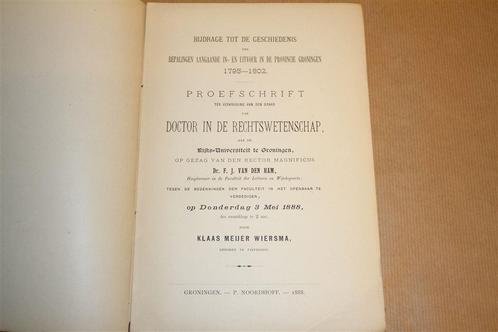 BIJDRAGE TOT DE GESCHIEDENIS
DER
BEPALINGEN AANGAANDE IN- EN UITVOER IN DE PROVINCIE GRONINGEN
1795—1802.
PROEFSCHRIFT
TER VERKRIJGING VAN DEN GRAAD
VAN
DOCTOR IN DE RECHTSWETENSCHAP,
AAN DE
Rijks-Universiteit te Groningen,
OP GEZAG VAN DEN RECTOR MAGNIFICUS
Dr. F. J. VAN DEN HAM,
Hoogleeraar in de Faculteit der Letteren en Wijsbegeerte,
TEGEN DE BEDENKINGEN DER FACULTEIT IN HET OPENBAAR TE
VERDEDIGEN,
op Donderdag 3 Mei 1888,
des namiddags te 2 uur,
DOOR
KLAAS MEIJER WIERSMA,
GEBOREN TE
GRONINGEN. — P. NOORDHOFF. — 1888.